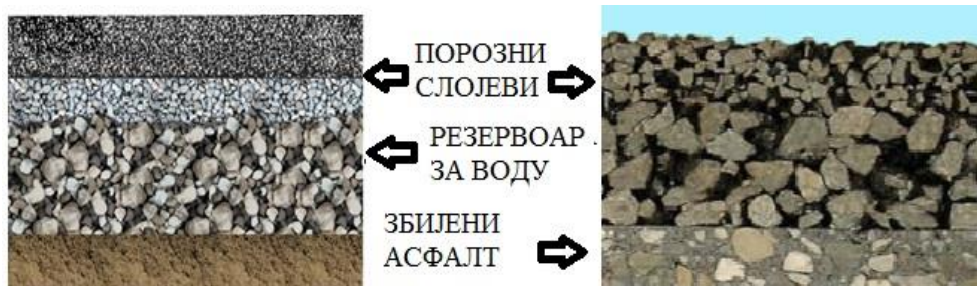 ПОРОЗНИ
СЛОЈЕВИ
РЕЗЕРВОАР
ЗА ВОДУ
ЗБИЈЕНИ
АСФАЛТ